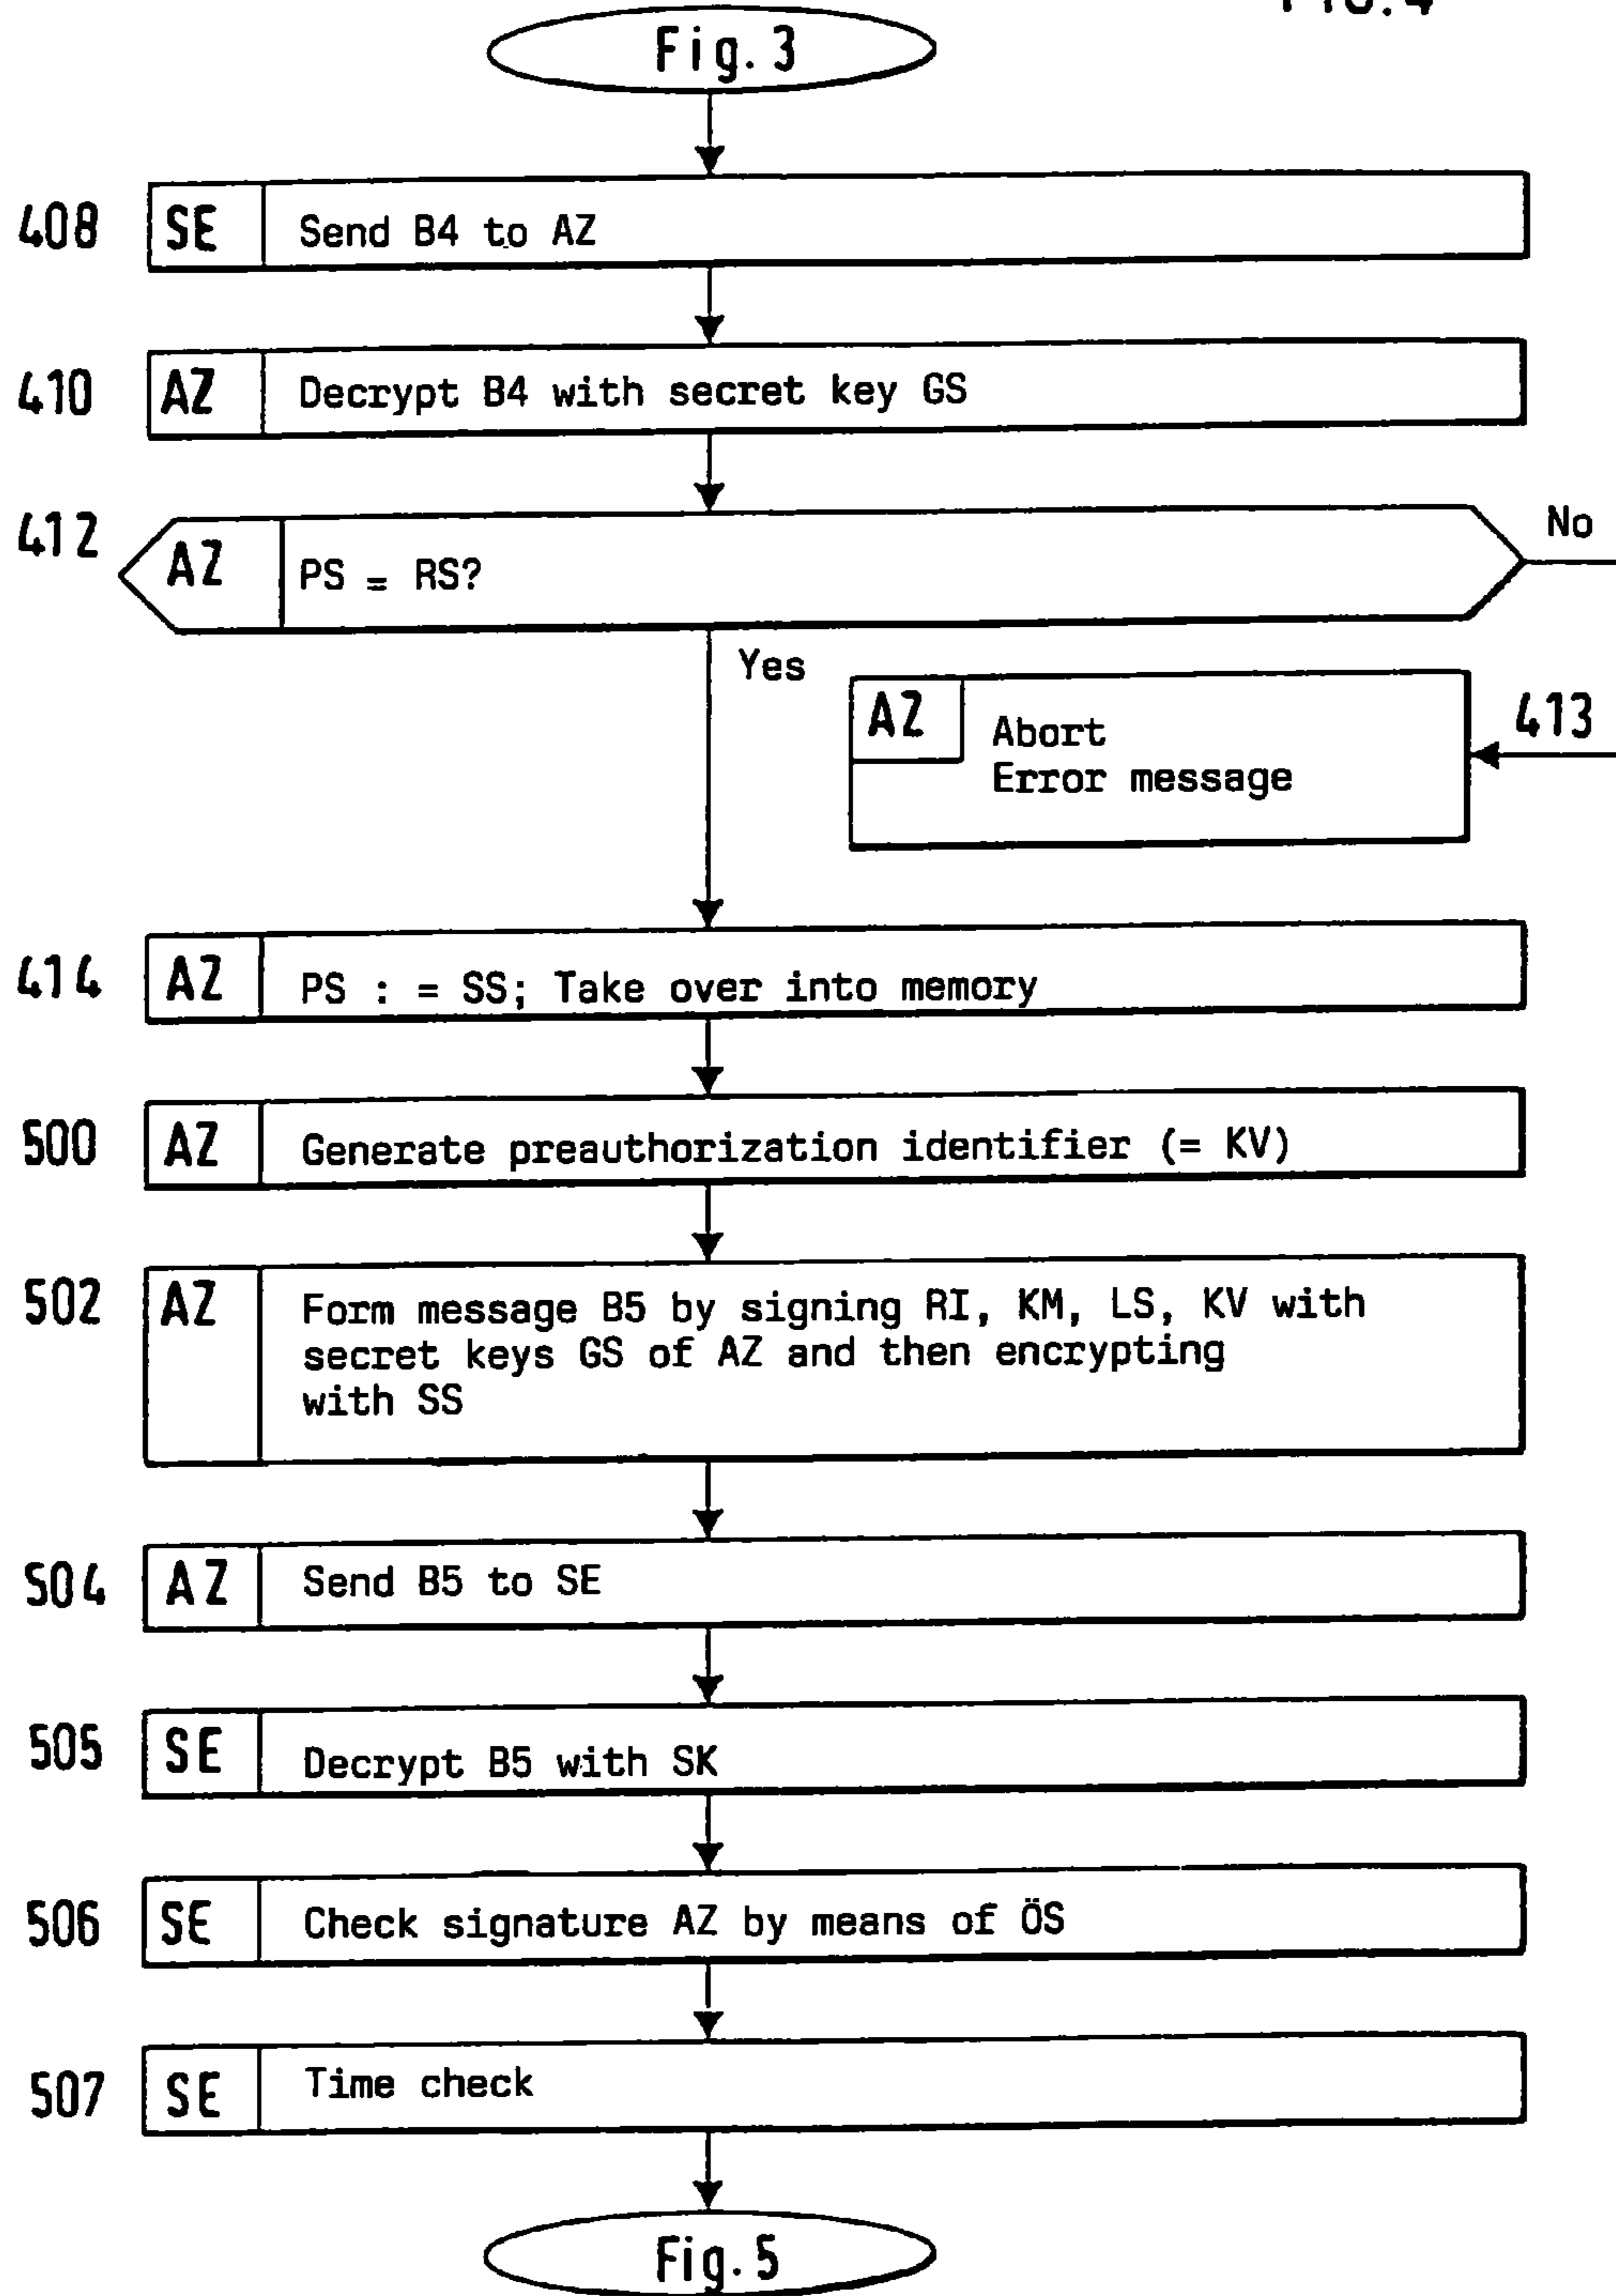 FIG.4
Fig. 3
408 SE Send B4 to AZ
410 AZ Decrypt B4 with secret key GS
412 AZ PS = RS?
No
Yes
AZ Abort
Error message
413
414 AZ PS : = SS; Take over into memory
500 AZ Generate preauthorization identifier (= KV)
502 AZ Form message B5 by signing RI, KM, LS, KV with
secret keys GS of AZ and then encrypting
with SS
504 AZ Send B5 to SE
505 SE Decrypt B5 with SK
506 SE Check signature AZ by means of ÖS
507 SE Time check
Fig. 5